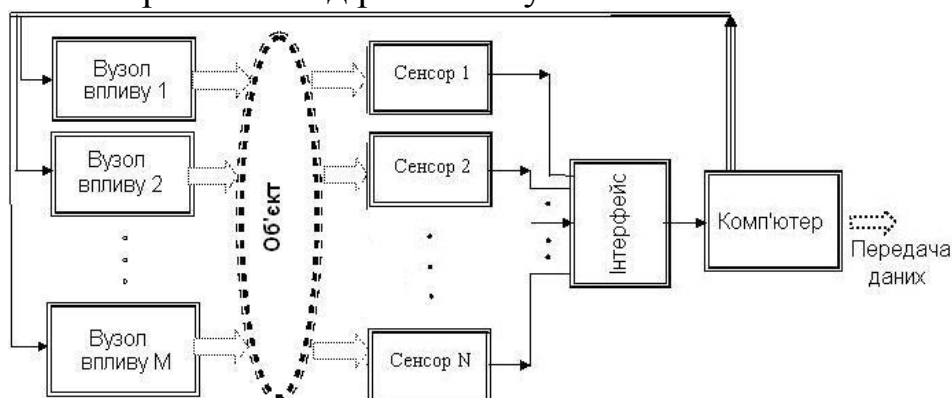 Вузол
впливу 1
Сенсор 1
Вузол
впливу 2
Сенсор 2
Об'єкт
Інтерфейс
Комп'ютер
Передача
даних
Вузол
впливу М
Сенсор N